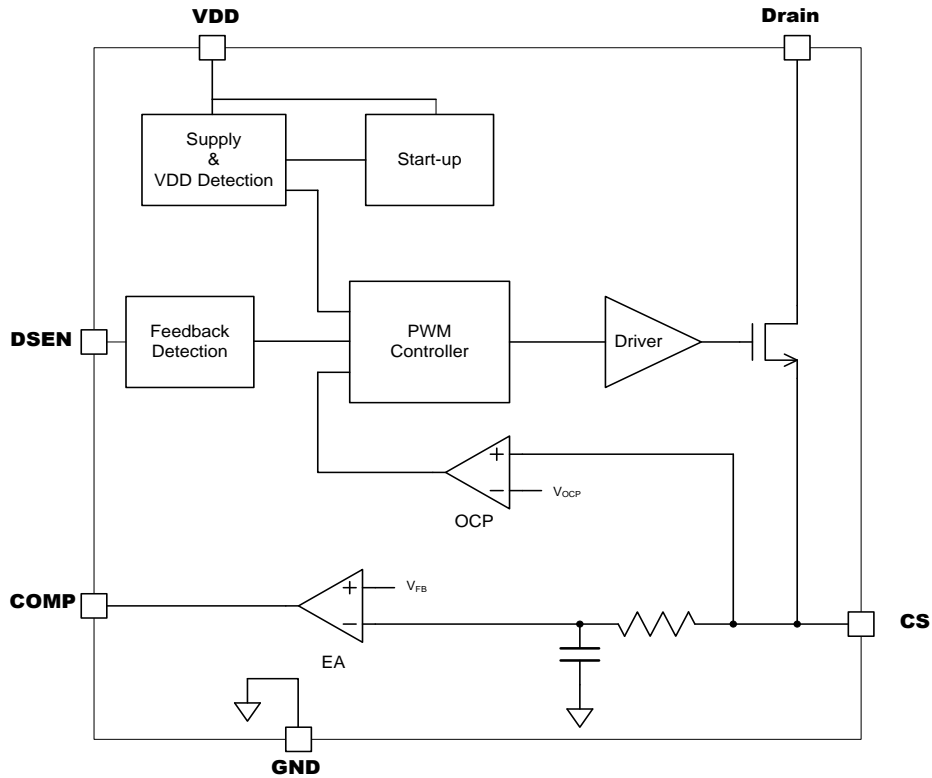 VDD
Drain
Supply
&
VDD Detection
Start-up
DSEN
Feedback
Detection
PWM
Controller
Driver
+
−
VOCP
OCP
COMP
+
VFB
−
EA
CS
GND